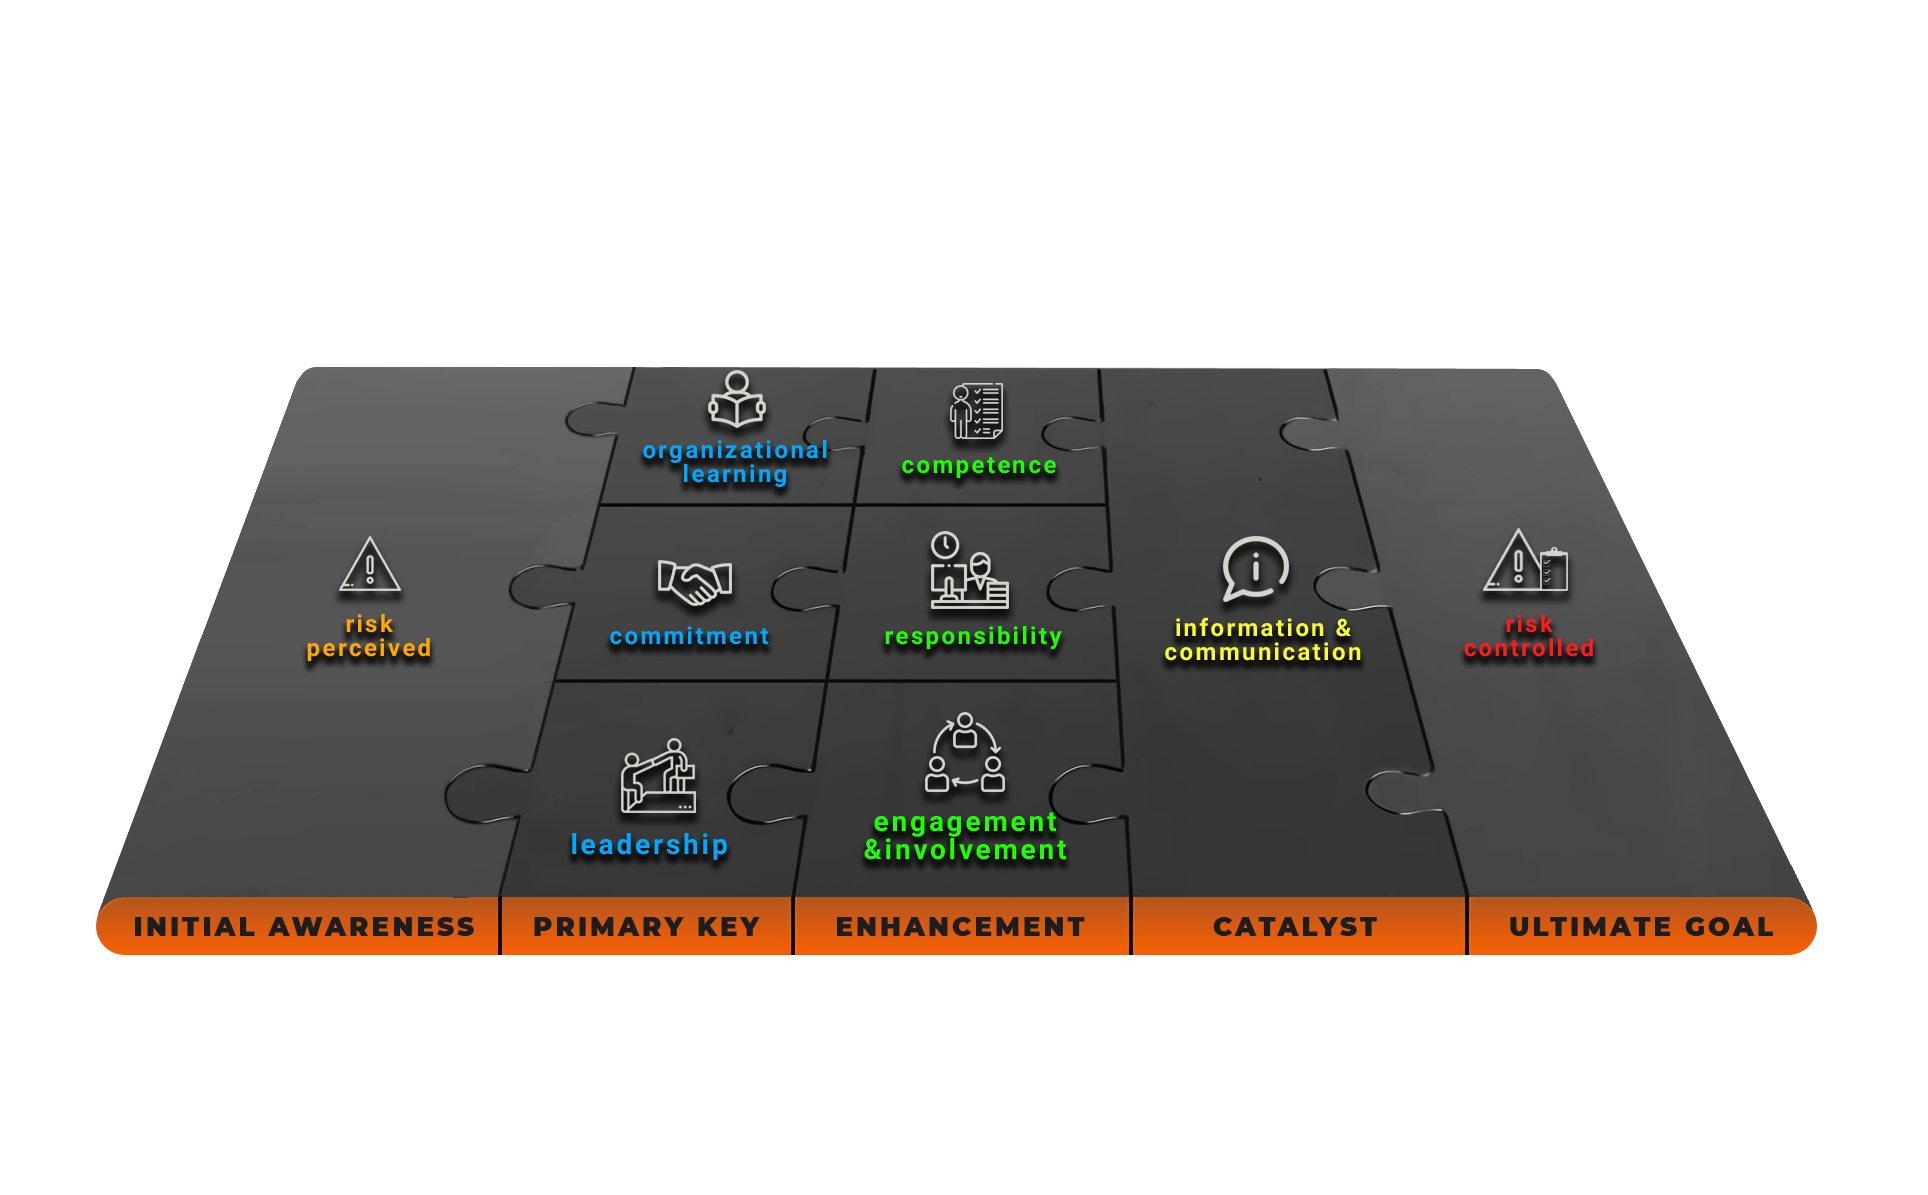 organizational
learning
competence
risk
perceived
commitment
responsibility
information &
communication
risk
controlled
leadership
engagement
&involvement
INITIAL AWARENESS
PRIMARY KEY
ENHANCEMENT
CATALYST
ULTIMATE GOAL